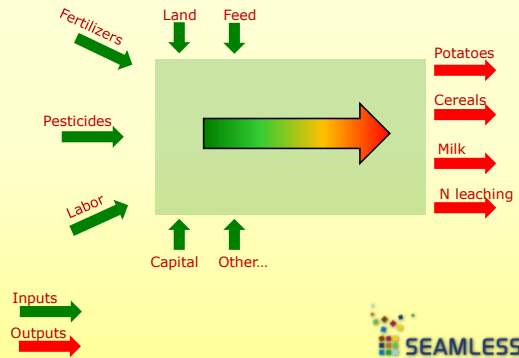 Fertilizers
Land
Feed
Potatoes
Cereals
Pesticides
Milk
N leaching
Labor
Capital
Other...
Inputs
Outputs
SEAMLESS